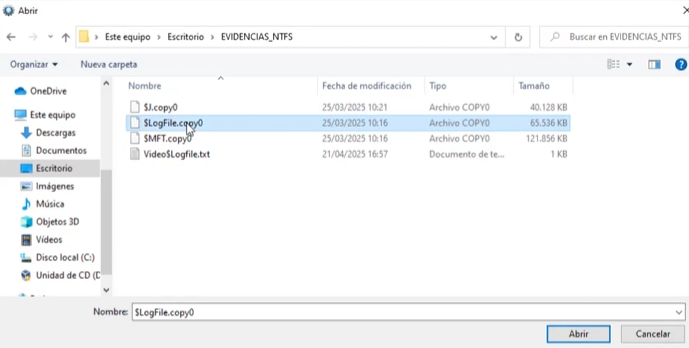 Abrir
Este equipo > Escritorio > EVIDENCIAS_NTFS
Buscar en EVIDENCIAS_NTFS
Organizar
Nueva carpeta
Nombre Fecha de modificación Tipo Tamaño
OneDrive
Este equipo
Descargas
Documentos
Escritorio
Imágenes
Música
Objetos 3D
Vídeos
Disco local (C:)
Unidad de CD (D
$J.copy0 25/03/2025 10:21 Archivo COPY0 40.128 KB
$LogFile.copy0 25/03/2025 10:16 Archivo COPY0 65.536 KB
$MFT.copy0 25/03/2025 10:16 Archivo COPY0 121.856 KB
Video$Logfile.txt 21/04/2025 16:57 Documento de te... 1 KB
Nombre: $LogFile.copy0
Abrir Cancelar